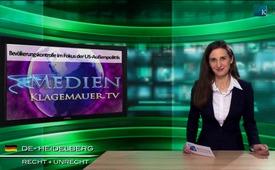 Bevölkerungskontrolle im Fokus der US-Außenpolitik
MEDIEN
KLAGEMAUER.TV
DE- HEIDELBERG
RECHT + UNRECHT